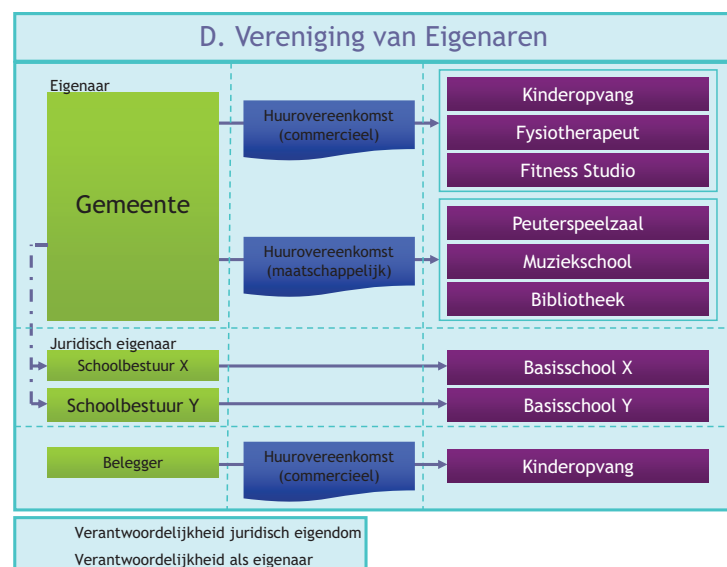 D. Vereniging van Eigenaren
Eigenaar
Gemeente
Huurovereenkomst
(commercieel)
Kinderopvang
Fysiotherapeut
Fitness Studio
Huurovereenkomst
(maatschappelijk)
Peuterspeelzaal
Muziekschool
Bibliotheek
Juridisch eigenaar
Schoolbestuur X
Basisschool X
Schoolbestuur Y
Basisschool Y
Belegger
Huurovereenkomst
(commercieel)
Kinderopvang
Verantwoordelijkheid juridisch eigendom
Verantwoordelijkheid als eigenaar